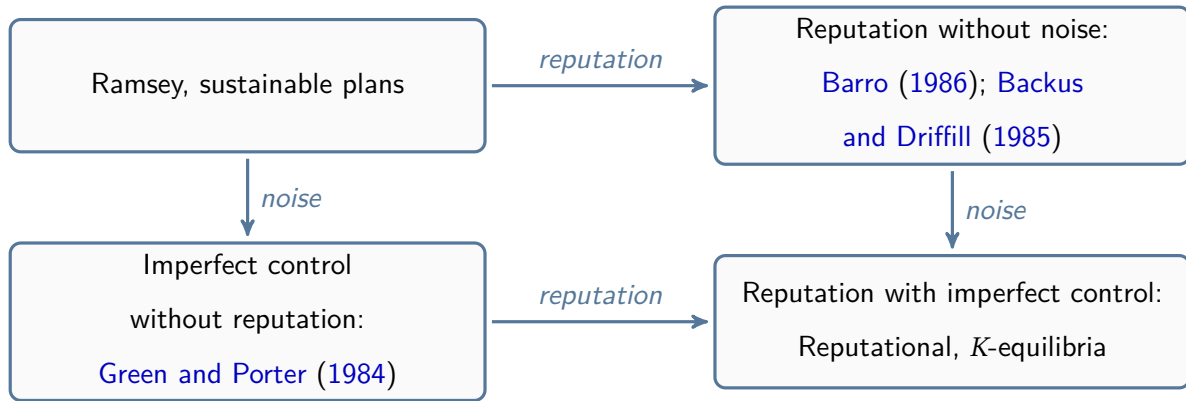 Ramsey, sustainable plans
reputation
Reputation without noise:
Barro (1986); Backus
and Driffill (1985)
noise
noise
Imperfect control
without reputation:
Green and Porter (1984)
reputation
Reputation with imperfect control:
Reputational, K-equilibria